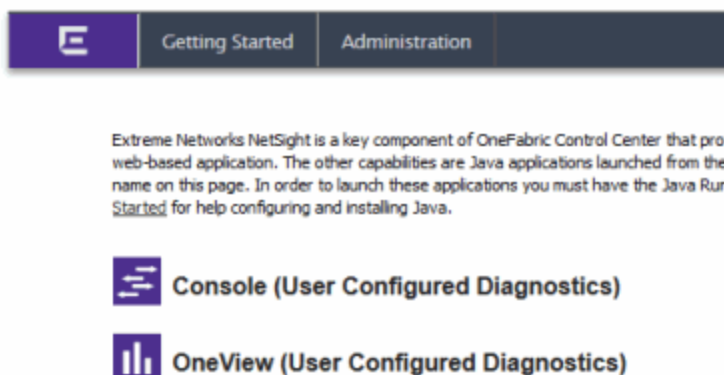 Getting Started Administration
Extreme Networks NetSight is a key component of OneFabric Control Center that pro
web-based application. The other capabilities are Java applications launched from the
name on this page. In order to launch these applications you must have the Java Run
Started for help configuring and installing Java.
Console (User Configured Diagnostics)
OneView (User Configured Diagnostics)